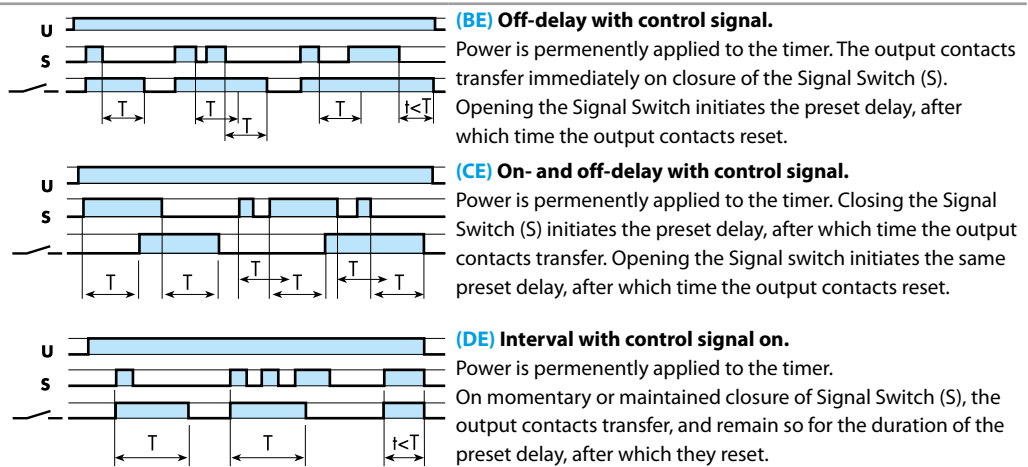 U
S
T
T
T
T
t<T
(BE) Off-delay with control signal.
Power is permenently applied to the timer. The output contacts
transfer immediately on closure of the Signal Switch (S).
Opening the Signal Switch initiates the preset delay, after
which time the output contacts reset.
U
S
T
T
T
T
T
T
(CE) On- and off-delay with control signal.
Power is permanently applied to the timer. Closing the Signal
Switch (S) initiates the preset delay, after which time the output
contacts transfer. Opening the Signal switch initiates the same
preset delay, after which time the output contacts reset.
U
S
T
T
t<T
(DE) Interval with control signal on.
Power is permenently applied to the timer.
On momentary or maintained closure of Signal Switch (S), the
output contacts transfer, and remain so for the duration of the
preset delay, after which they reset.